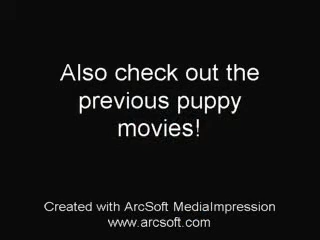 Also check out the
previous puppy
movies!
Created with ArcSoft MediaImpression
www.arcsoft.com